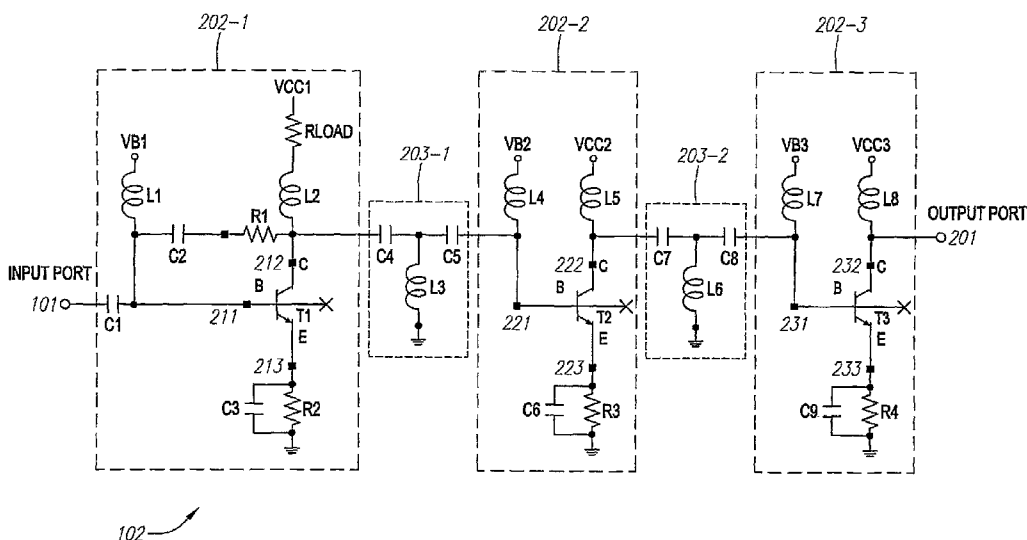 202-1
202-2
202-3
VCC1
RLOAD
VB1
L1
L2
R1
C2
212
C
B
INPUT PORT
101
C1
211
T1
E
213
C3
R2
203-1
C4
C5
L3
VB2
VCC2
L4
L5
222
C
B
221
T2
E
223
C6
R3
203-2
C7
C8
L6
VB3
VCC3
L7
L8
OUTPUT PORT
201
232
C
B
231
T3
E
233
C9
R4
102